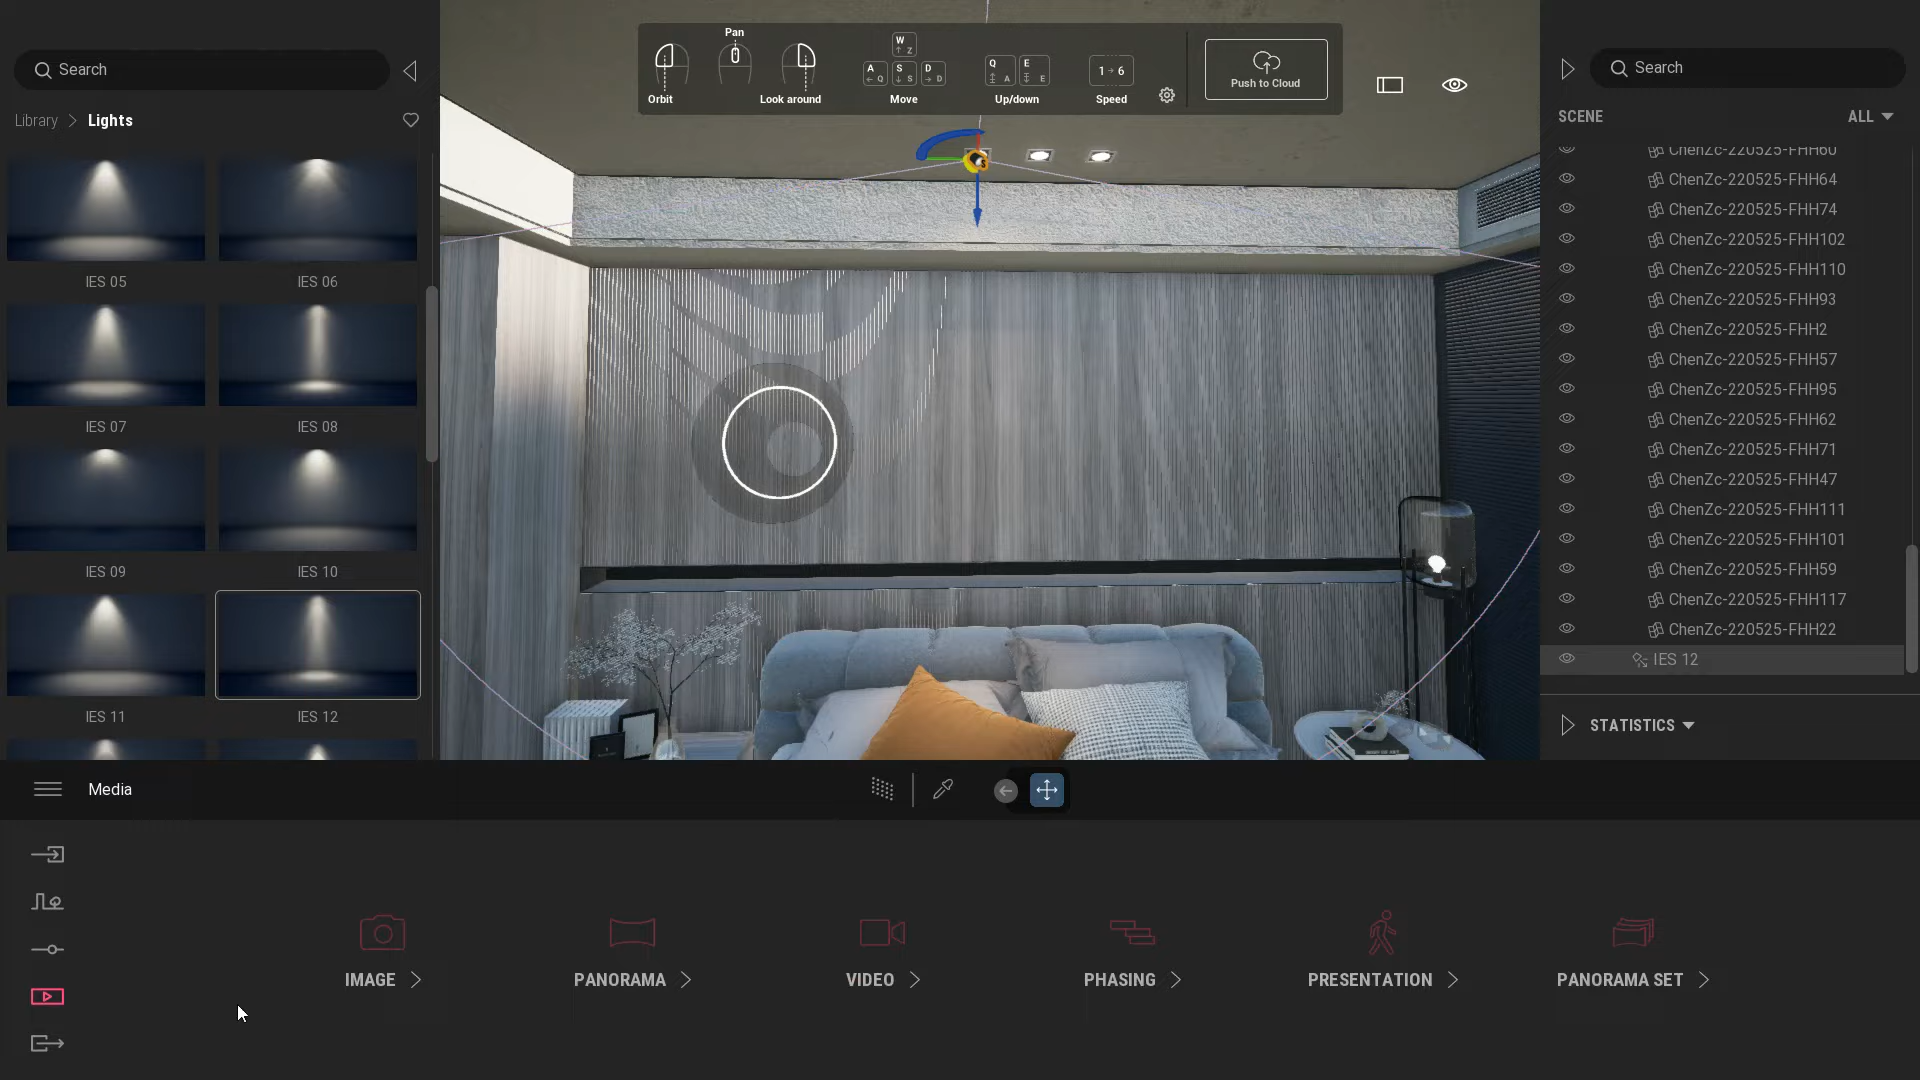 Search
Library > Lights
IES 05
IES 06
IES 07
IES 08
IES 09
IES 10
IES 11
IES 12
Pan
Orbit
Look around
W
Z
A
Q
S
S
D
D
Move
Q
A
E
E
Up/down
1 → 6
Speed
Push to Cloud
Search
SCENE
ALL
ChenZc-220525-FHH60
ChenZc-220525-FHH64
ChenZc-220525-FHH74
ChenZc-220525-FHH102
ChenZc-220525-FHH110
ChenZc-220525-FHH93
ChenZc-220525-FHH2
ChenZc-220525-FHH57
ChenZc-220525-FHH95
ChenZc-220525-FHH62
ChenZc-220525-FHH71
ChenZc-220525-FHH47
ChenZc-220525-FHH111
ChenZc-220525-FHH101
ChenZc-220525-FHH59
ChenZc-220525-FHH117
ChenZc-220525-FHH22
IES 12
STATISTICS
Media
IMAGE
PANORAMA
VIDEO
PHASING
PRESENTATION
PANORAMA SET